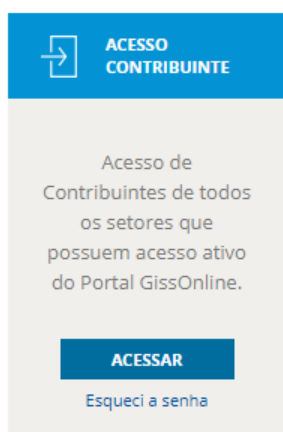 ACESSO
CONTRIBUINTE
Acesso de
Contribuintes de todos
os setores que
possuem acesso ativo
do Portal GissOnline.
ACESSAR
Esqueci a senha